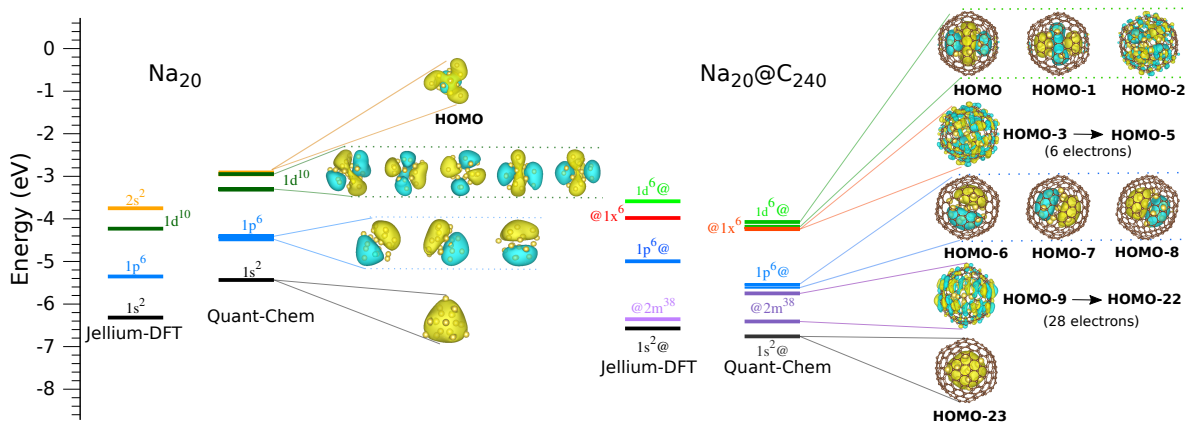 Energy (eV)
0
-1
-2
-3
-4
-5
-6
-7
-8
Na₂₀
2s²
1d¹⁰
1p⁶
1s²
Jellium-DFT
1d¹⁰
1p⁶
1s²
Quant-Chem
HOMO
Na₂₀@C₂₄₀
1d⁶@
@1x⁶
1p⁶@
@2m³⁸
1s²@
Jellium-DFT
1d⁶@
@1x⁶
1p⁶@
@2m³⁸
1s²@
Quant-Chem
HOMO HOMO-1 HOMO-2
HOMO-3 → HOMO-5
(6 electrons)
HOMO-6 HOMO-7 HOMO-8
HOMO-9 → HOMO-22
(28 electrons)
HOMO-23